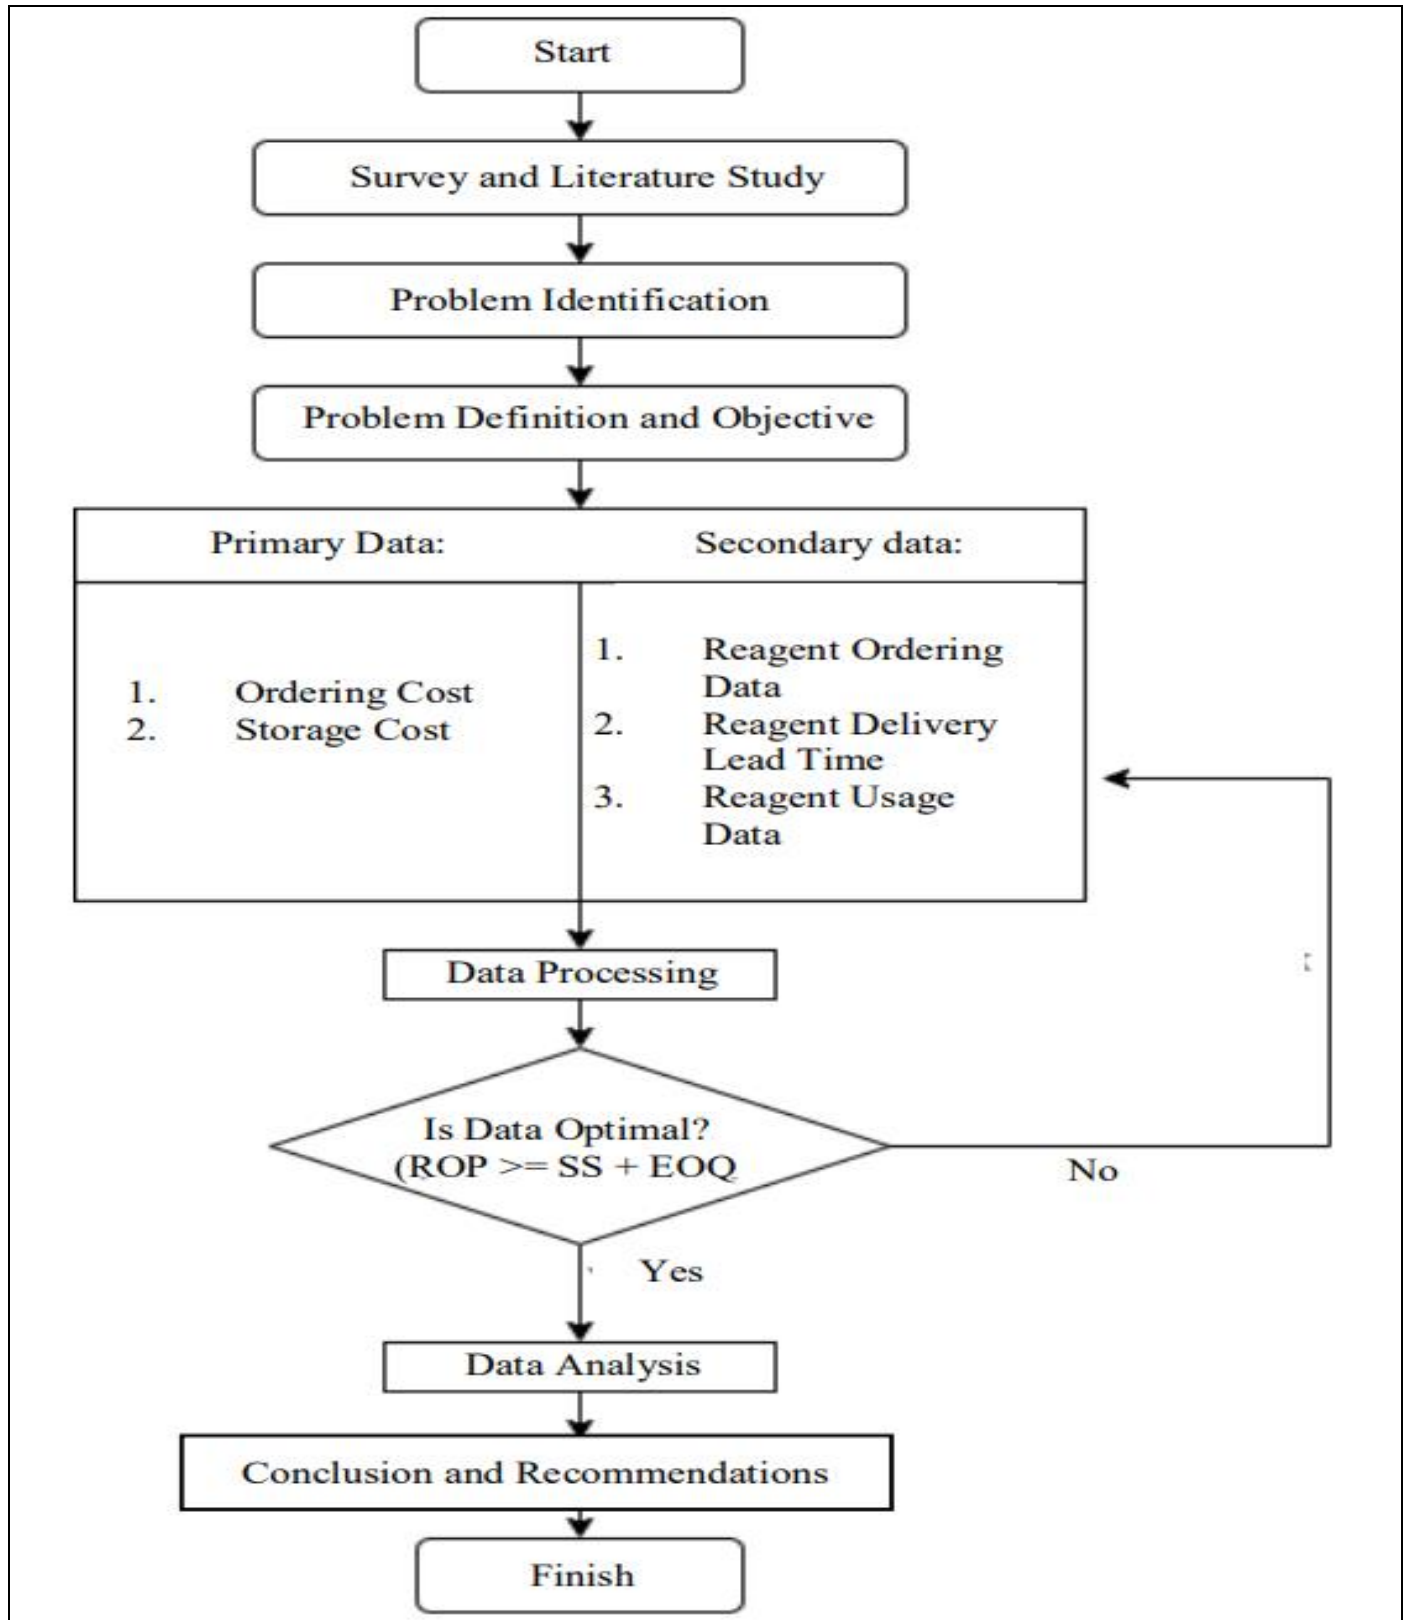 Start
Survey and Literature Study
Problem Identification
Problem Definition and Objective
Primary Data:
Secondary data:
1. Ordering Cost
2. Storage Cost
1. Reagent Ordering
Data
2. Reagent Delivery
Lead Time
3. Reagent Usage
Data
Data Processing
Is Data Optimal?
(ROP >= SS + EOQ
No
Yes
Data Analysis
Conclusion and Recommendations
Finish